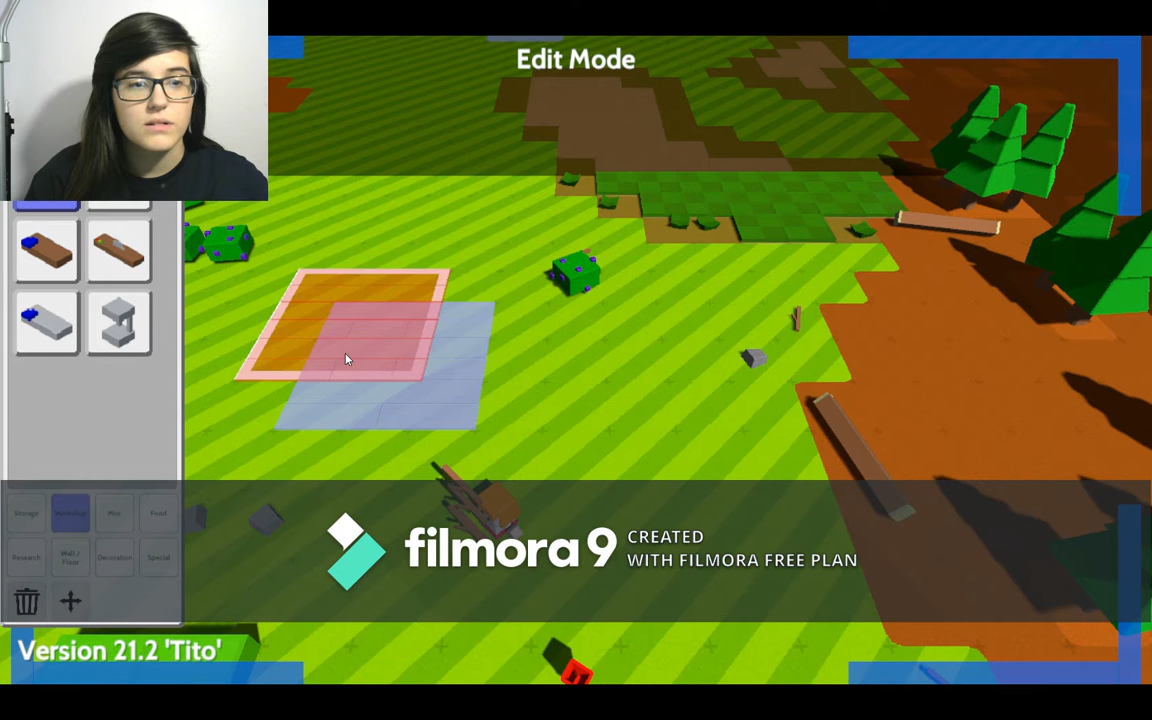 Edit Mode
Storage Workshop Misc Food
Research Wall / Floor Decoration Special
filmora 9 CREATED
WITH FILMORA FREE PLAN
Version 21.2 'Tito'